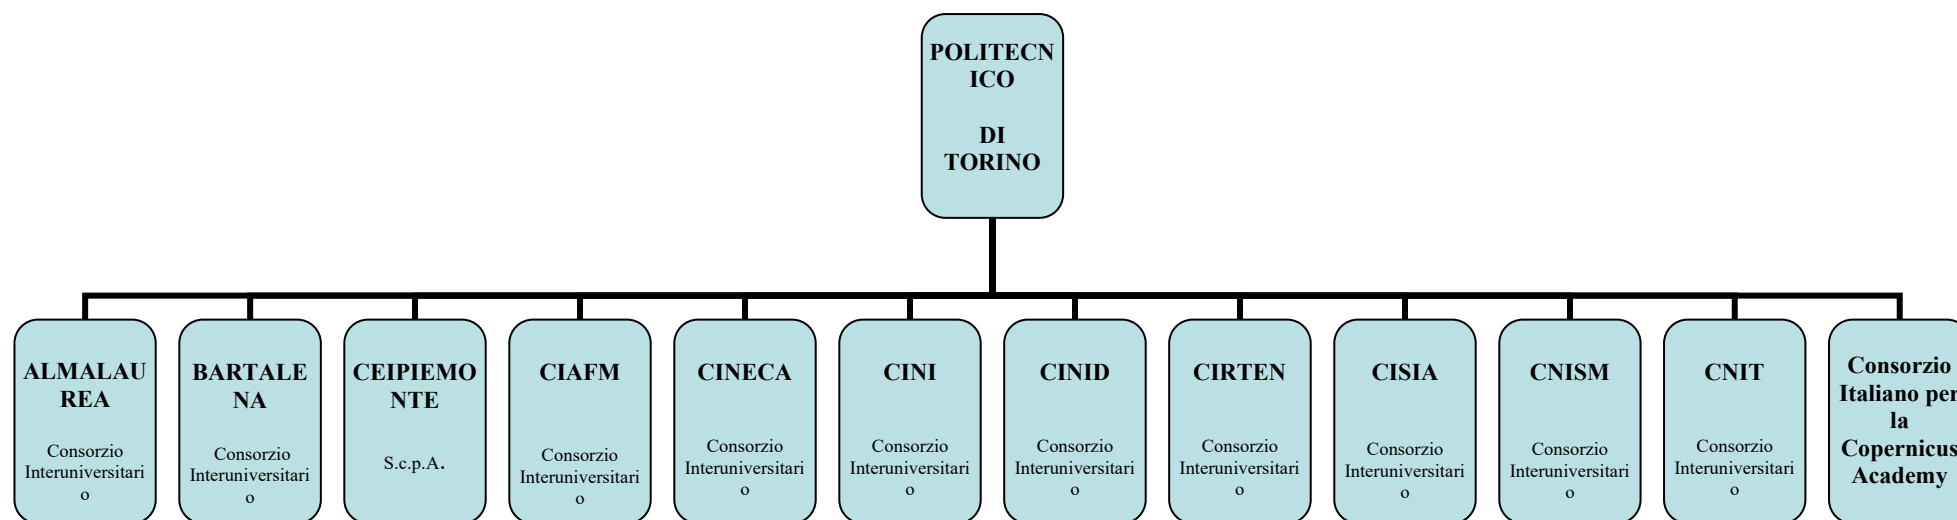 POLITECN
ICO
DI
TORINO
ALMALAU
REA
Consorzio
Interuniversitari
o
BARTALE
NA
Consorzio
Interuniversitari
o
CEIPIEMO
NTE
S.c.p.A.
CIAFM
Consorzio
Interuniversitari
o
CINECA
Consorzio
Interuniversitari
o
CINI
Consorzio
Interuniversitari
o
CINID
Consorzio
Interuniversitari
o
CIRTEN
Consorzio
Interuniversitari
o
CISIA
Consorzio
Interuniversitari
o
CNISM
Consorzio
Interuniversitari
o
CNIT
Consorzio
Interuniversitari
o
Consorzio
Italiano per
la
Copernicus
Academy